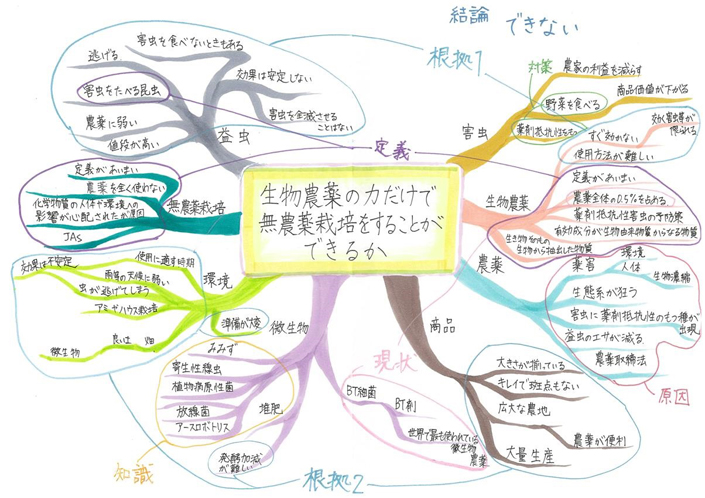 結論 できない
根拠1
生物農薬の力だけで
無農薬栽培をすることが
できるか
益虫
逃げる
害虫を食べないときもある
効果は安定しない
害虫を全滅させる
ことはない
害虫をたべる昆虫
農薬に弱い
値段が高い
定義
無農薬栽培
定義があいまい
農薬を全く使わない
化学物質の人体や環境への
影響が心配されたが原因
JAS
環境
効果は不安定
使用に適す時期
雨等の天候に弱い
虫が逃げてしまう
アミやハウス栽培
準備が大変
良い土
畑
微生物
微生物
みみず
寄生性線虫
植物病原性菌
放線菌
アースロボトリス
堆肥
発酵加減
が難しい
知識
根拠2
害虫
対策
農家の利益を減らす
商品価値が下がる
野菜を食べる
薬剤抵抗性をもつ
生物農薬
効く害虫等が
限られる
すぐ効かない
使用方法が難しい
定義があいまい
農薬全体の0.5%を占める
薬剤抵抗性害虫の予防策
有効成分が生物由来物質からなる物質
生物から抽出した物質
農薬
薬害
環境
人体
生物濃縮
生態系が狂う
害虫に薬剤抵抗性のもつ種が
出現
益虫のエサが減る
農薬取締法
原因
商品
大きさが揃っている
キレイで斑点もない
広大な農地
農薬が便利
大量生産
現状
BT細菌
BT剤
世界で最も使われている
微生物
農薬